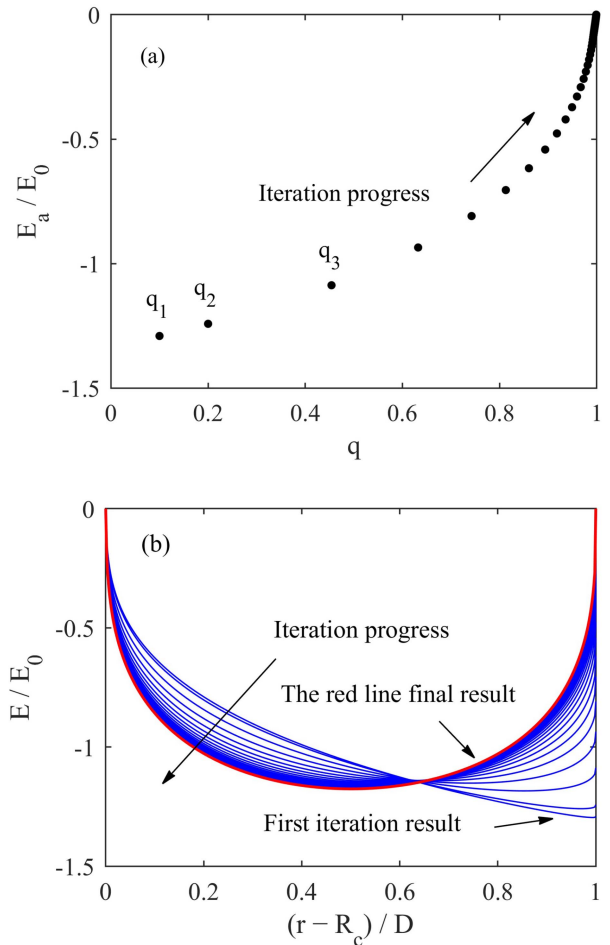 0
(a)
-0.5
E_a / E_0
Iteration progress
-1
q_3
q_1
q_2
-1.5
0 0.2 0.4 0.6 0.8 1
q
0
(b)
-0.5
Iteration progress
E / E_0
The red line final result
-1
First iteration result
-1.5
0 0.2 0.4 0.6 0.8 1
(r − R_c) / D